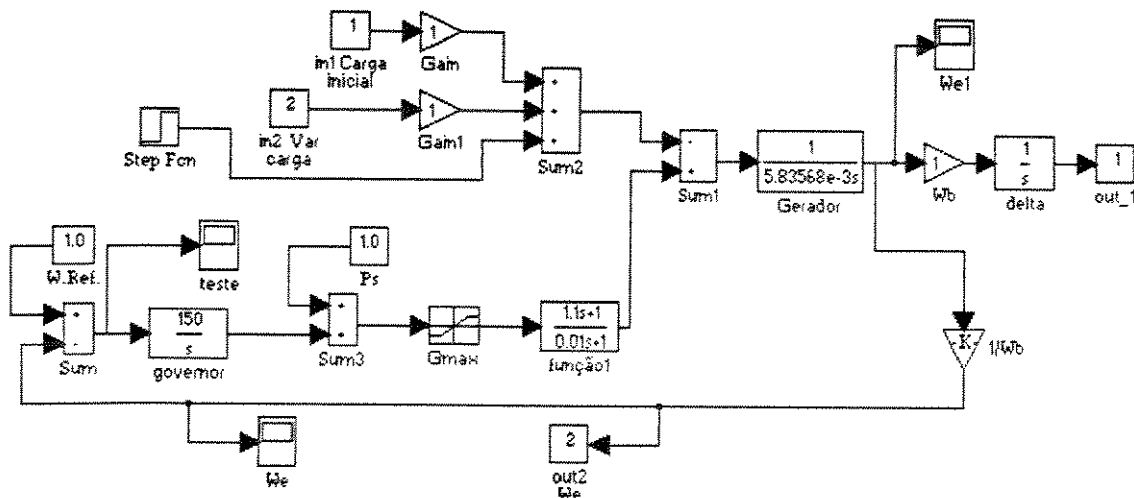 1
in1 Carga
inicial
1
Gain
2
in2 Var
carga
1
Gain1
Step Fcn
+
+
+
Sum2
-
+
Sum1
1
5.83568e-3s
Gerador
We1
1
Wb
1
s
delta
1
out_1
1.0
W.Ref.
teste
1.0
Ps
+
-
Sum
150
s
governor
+
+
Sum3
Gmax
1.1s+1
0.01s+1
função1
-K-
1/Wb
We
2
out2
We